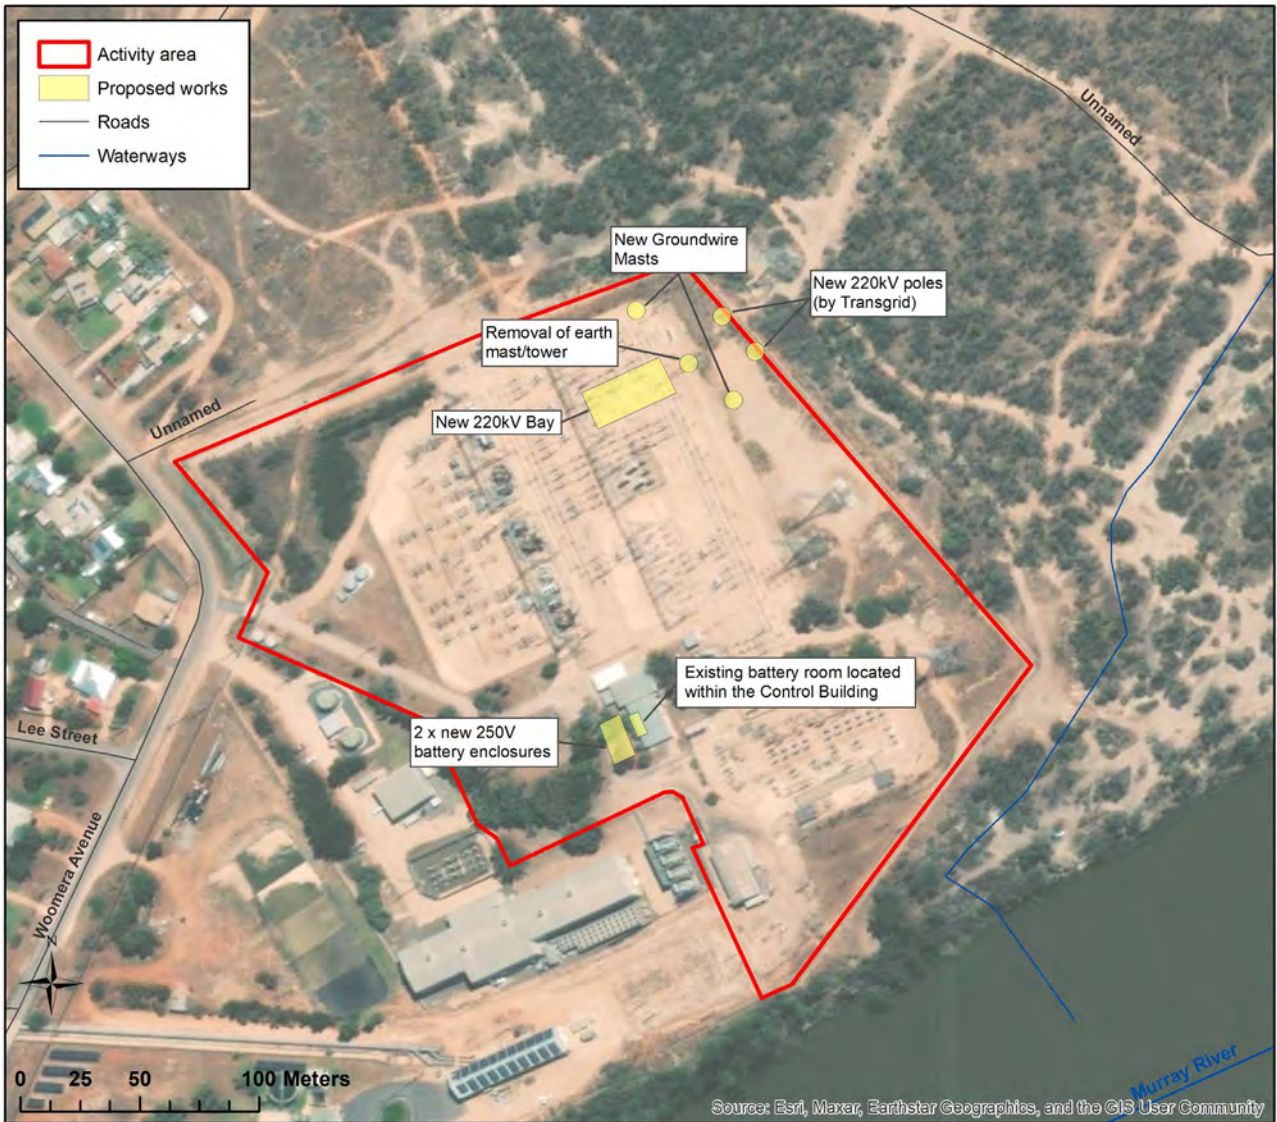 Activity area
Proposed works
Roads
Waterways
Unnamed
New Groundwire
Masts
New 220kV poles
(by Transgrid)
Removal of earth
mast/tower
New 220kV Bay
Unnamed
Existing battery room located
within the Control Building
2 x new 250V
battery enclosures
Lee Street
Woomera Avenue
N
0 25 50 100 Meters
Murray River
Source: Esri, Maxar, Earthstar Geographics, and the GIS User Community